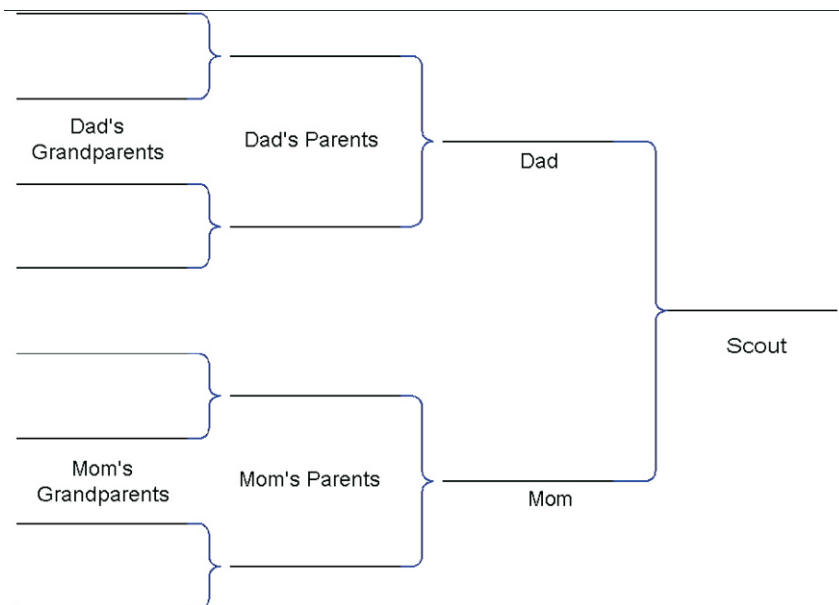 Dad's
Grandparents
Dad's Parents
Dad
Scout
Mom's
Grandparents
Mom's Parents
Mom